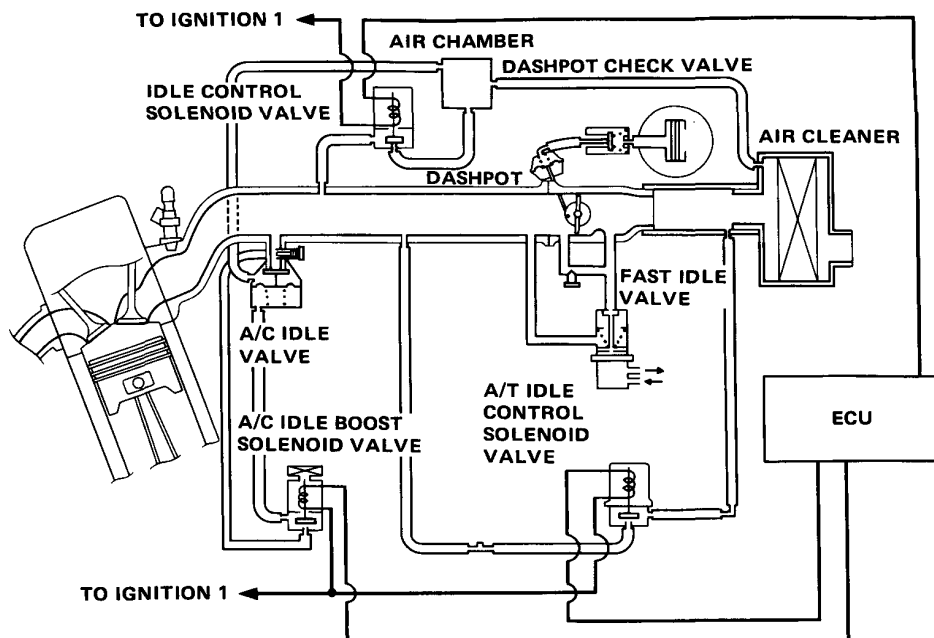 TO IGNITION 1
AIR CHAMBER
DASHPOT CHECK VALVE
IDLE CONTROL
SOLENOID VALVE
AIR CLEANER
DASHPOT
FAST IDLE
VALVE
A/C IDLE
VALVE
A/T IDLE
CONTROL
SOLENOID
VALVE
A/C IDLE BOOST
SOLENOID VALVE
ECU
TO IGNITION 1